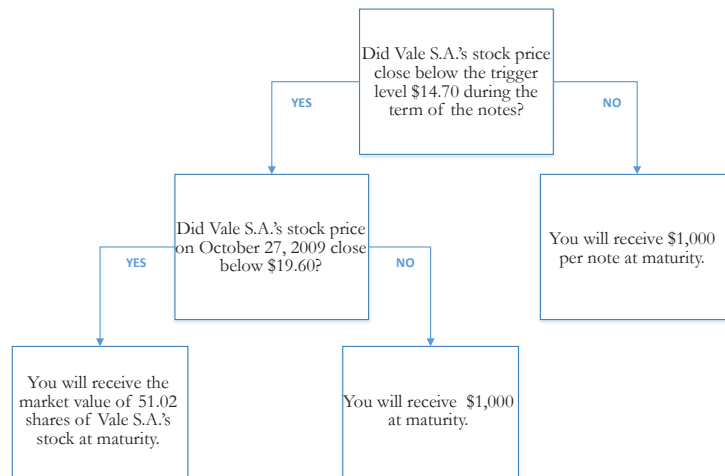 Did Vale S.A.'s stock price
close below the trigger
level $14.70 during the
term of the notes?
YES
NO
Did Vale S.A.'s stock price
on October 27, 2009 close
below $19.60?
You will receive $1,000
per note at maturity.
YES
NO
You will receive the
market value of 51.02
shares of Vale S.A.'s
stock at maturity.
You will receive $1,000
at maturity.